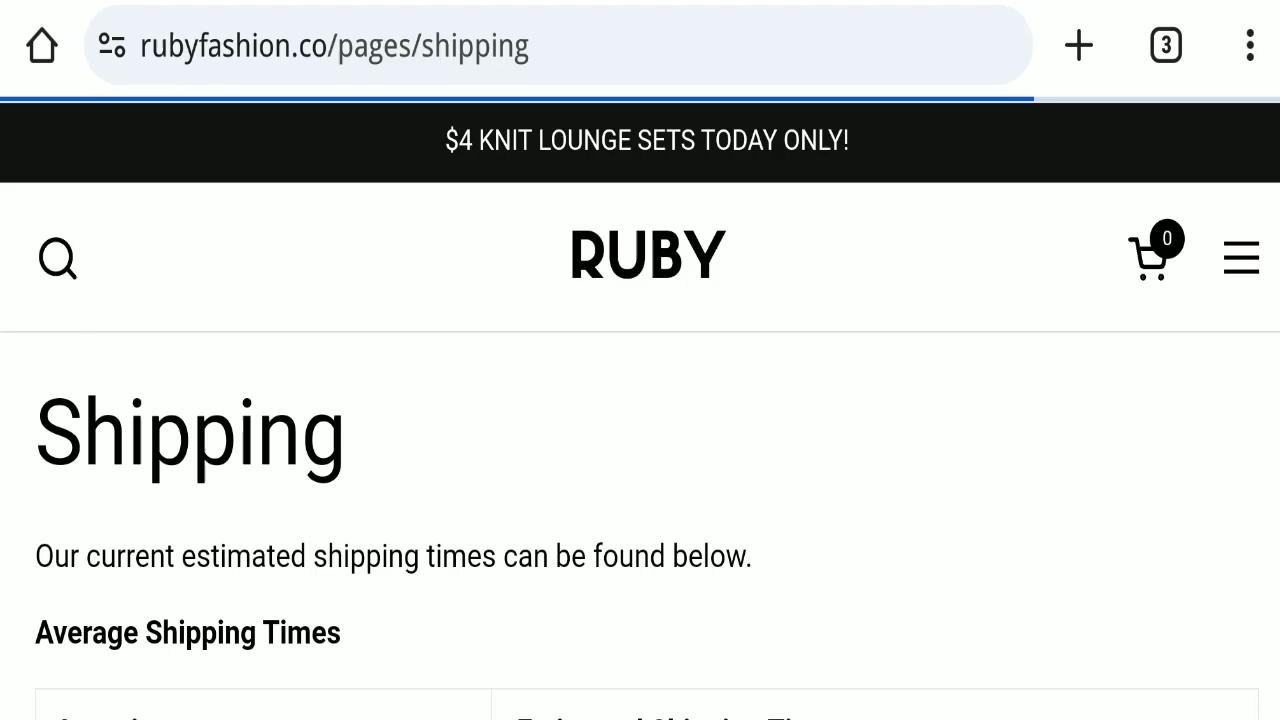 rubyfashion.co/pages/shipping
3
$4 KNIT LOUNGE SETS TODAY ONLY!
RUBY
0
Shipping
Our current estimated shipping times can be found below.
Average Shipping Times